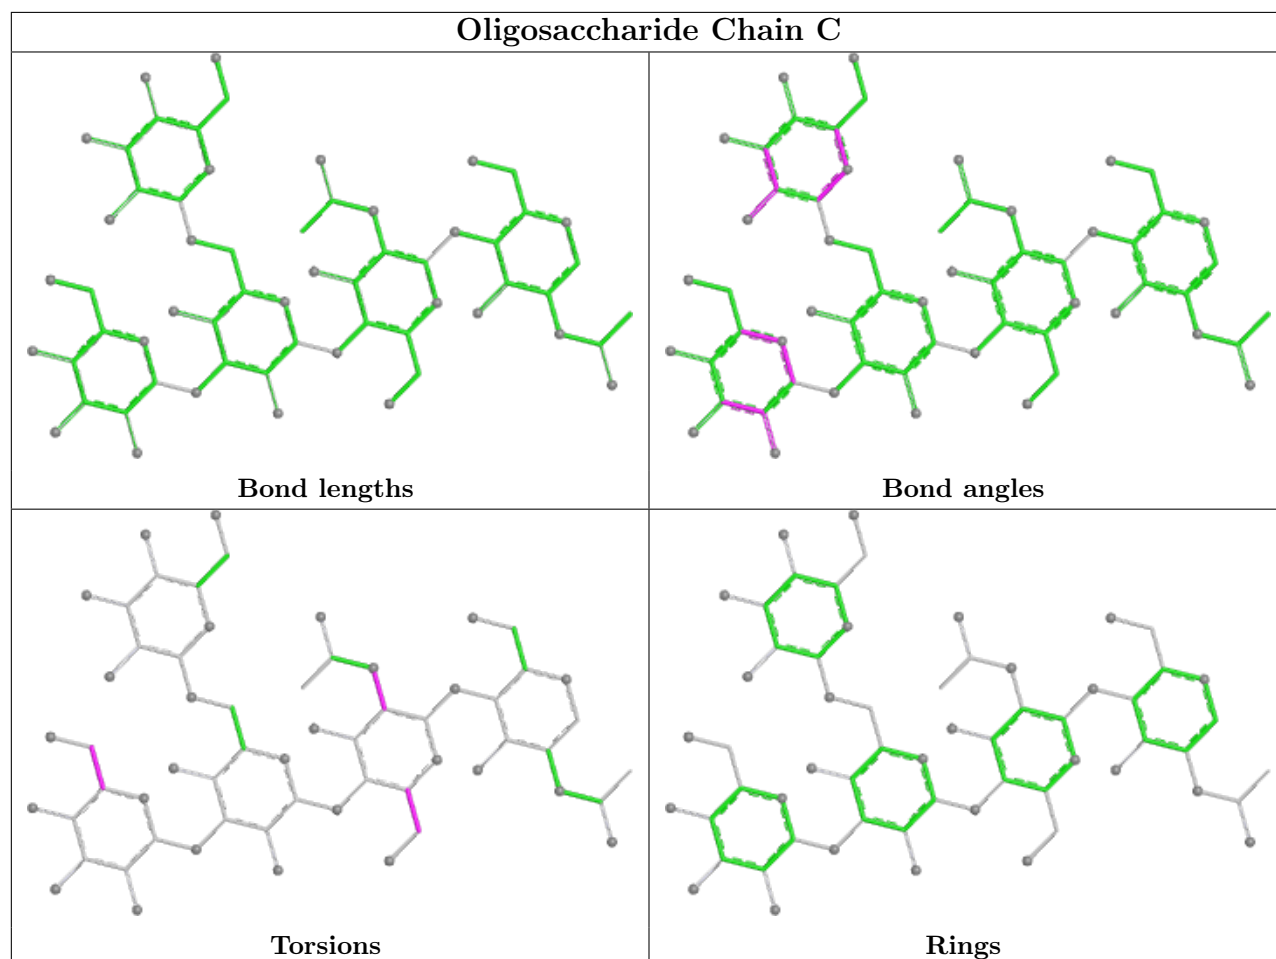 Oligosaccharide Chain C
Bond lengths
Bond angles
Torsions
Rings